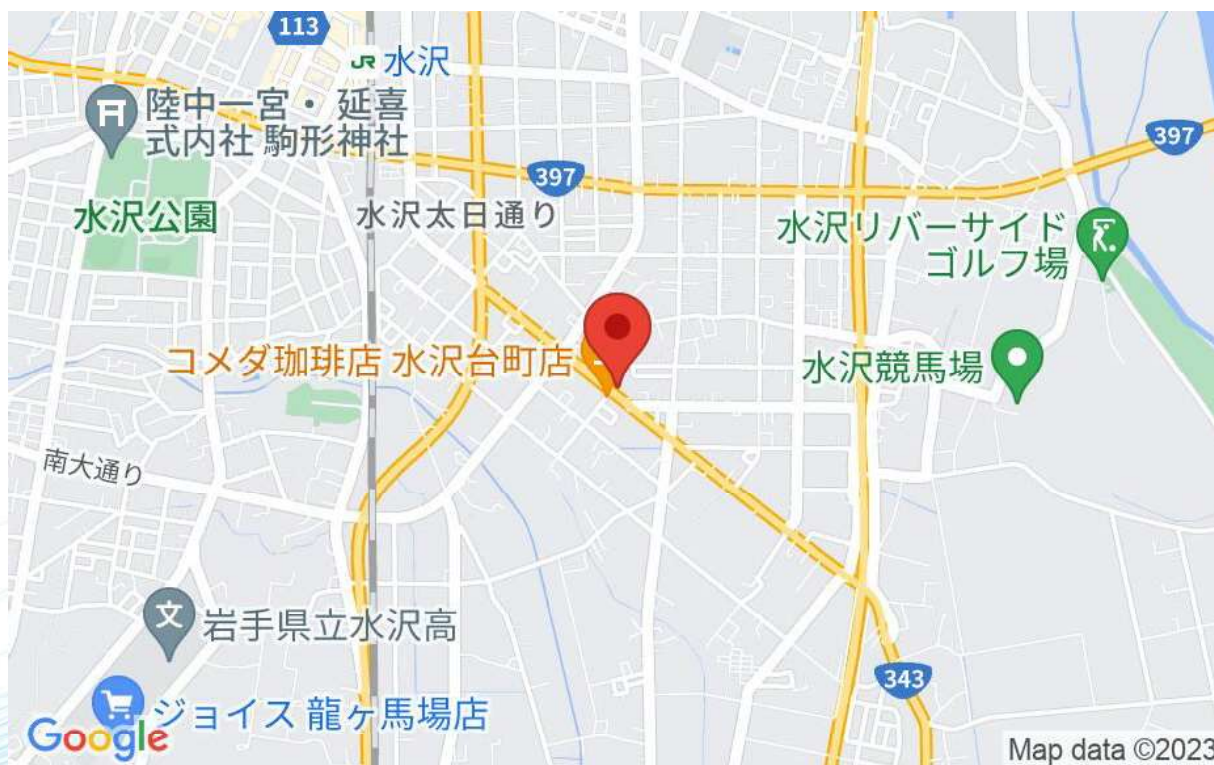 113
JR 水沢
陸中一宮・延喜
式内社 駒形神社
397
397
水沢公園
水沢太日通り
水沢リバーサイド
ゴルフ場
コメダ珈琲店 水沢台町店
水沢競馬場
南大通り
文
岩手県立水沢高
343
ジョイス 龍ヶ馬場店
Google
Map data ©2023